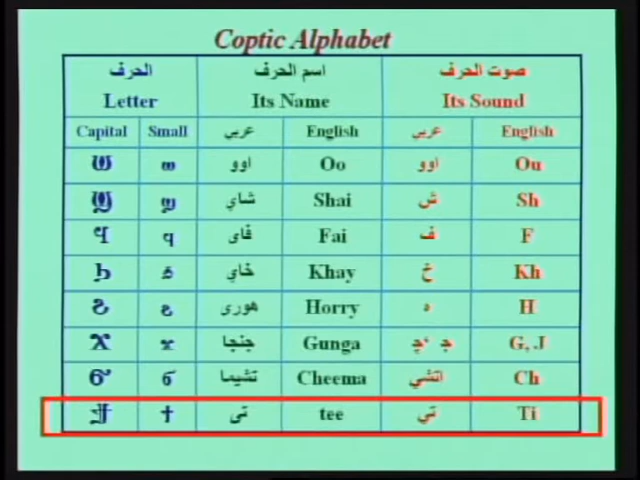 Coptic Alphabet
الحرف اسم الحرف صوت الحرف
Letter Its Name Its Sound
Capital Small عربي English عربي English
Ⲱ ⲱ اوو Oo اوو Ou
Ϣ ϣ شاي Shai ش Sh
Ϥ ϥ فاى Fai ف F
Ϧ ϧ خاي Khay خ Kh
Ϩ ϩ هورى Horry ه H
Ϫ ϫ جنجا Gunga ج ،چ G, J
Ϭ ϭ تشيما Cheema اتشي Ch
Ϯ ϯ تى tee تي Ti